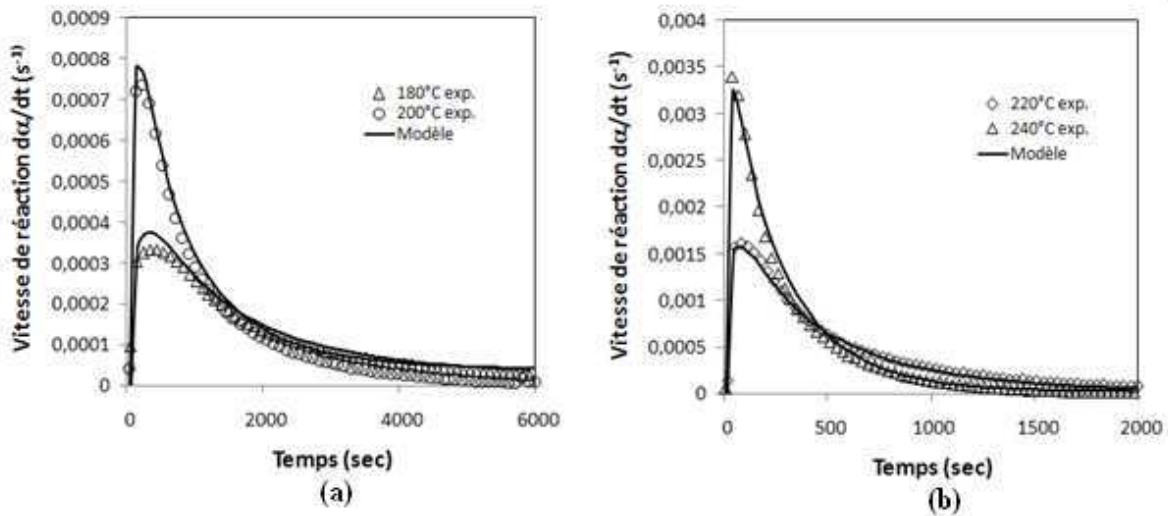 0,0009
0,0008
0,0007
0,0006
0,0005
0,0004
0,0003
0,0002
0,0001
0
Vitesse de réaction dα/dt (s⁻¹)
180°C exp.
200°C exp.
Modèle
0 2000 4000 6000
Temps (sec)
(a)
0,004
0,0035
0,003
0,0025
0,002
0,0015
0,001
0,0005
0
Vitesse de réaction dα/dt (s⁻¹)
220°C exp.
240°C exp.
Modèle
0 500 1000 1500 2000
Temps (sec)
(b)